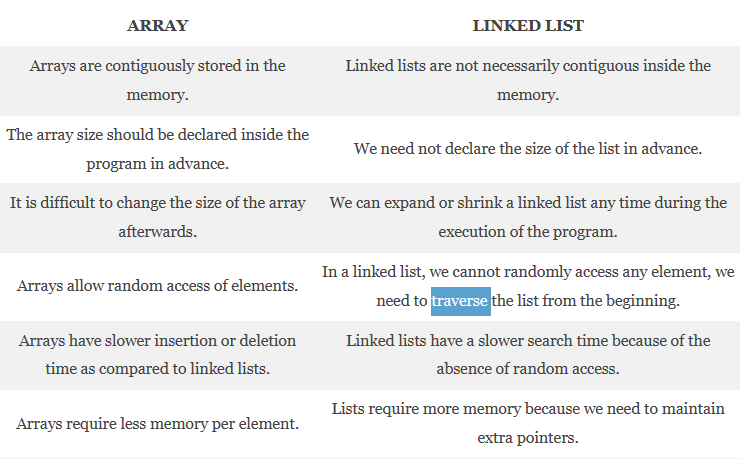 ARRAY LINKED LIST
Arrays are contiguously stored in the
memory.
Linked lists are not necessarily contiguous inside the
memory.
The array size should be declared inside the
program in advance.
We need not declare the size of the list in advance.
It is difficult to change the size of the array
afterwards.
We can expand or shrink a linked list any time during the
execution of the program.
Arrays allow random access of elements.
In a linked list, we cannot randomly access any element, we
need to traverse the list from the beginning.
Arrays have slower insertion or deletion
time as compared to linked lists.
Linked lists have a slower search time because of the
absence of random access.
Arrays require less memory per element.
Lists require more memory because we need to maintain
extra pointers.